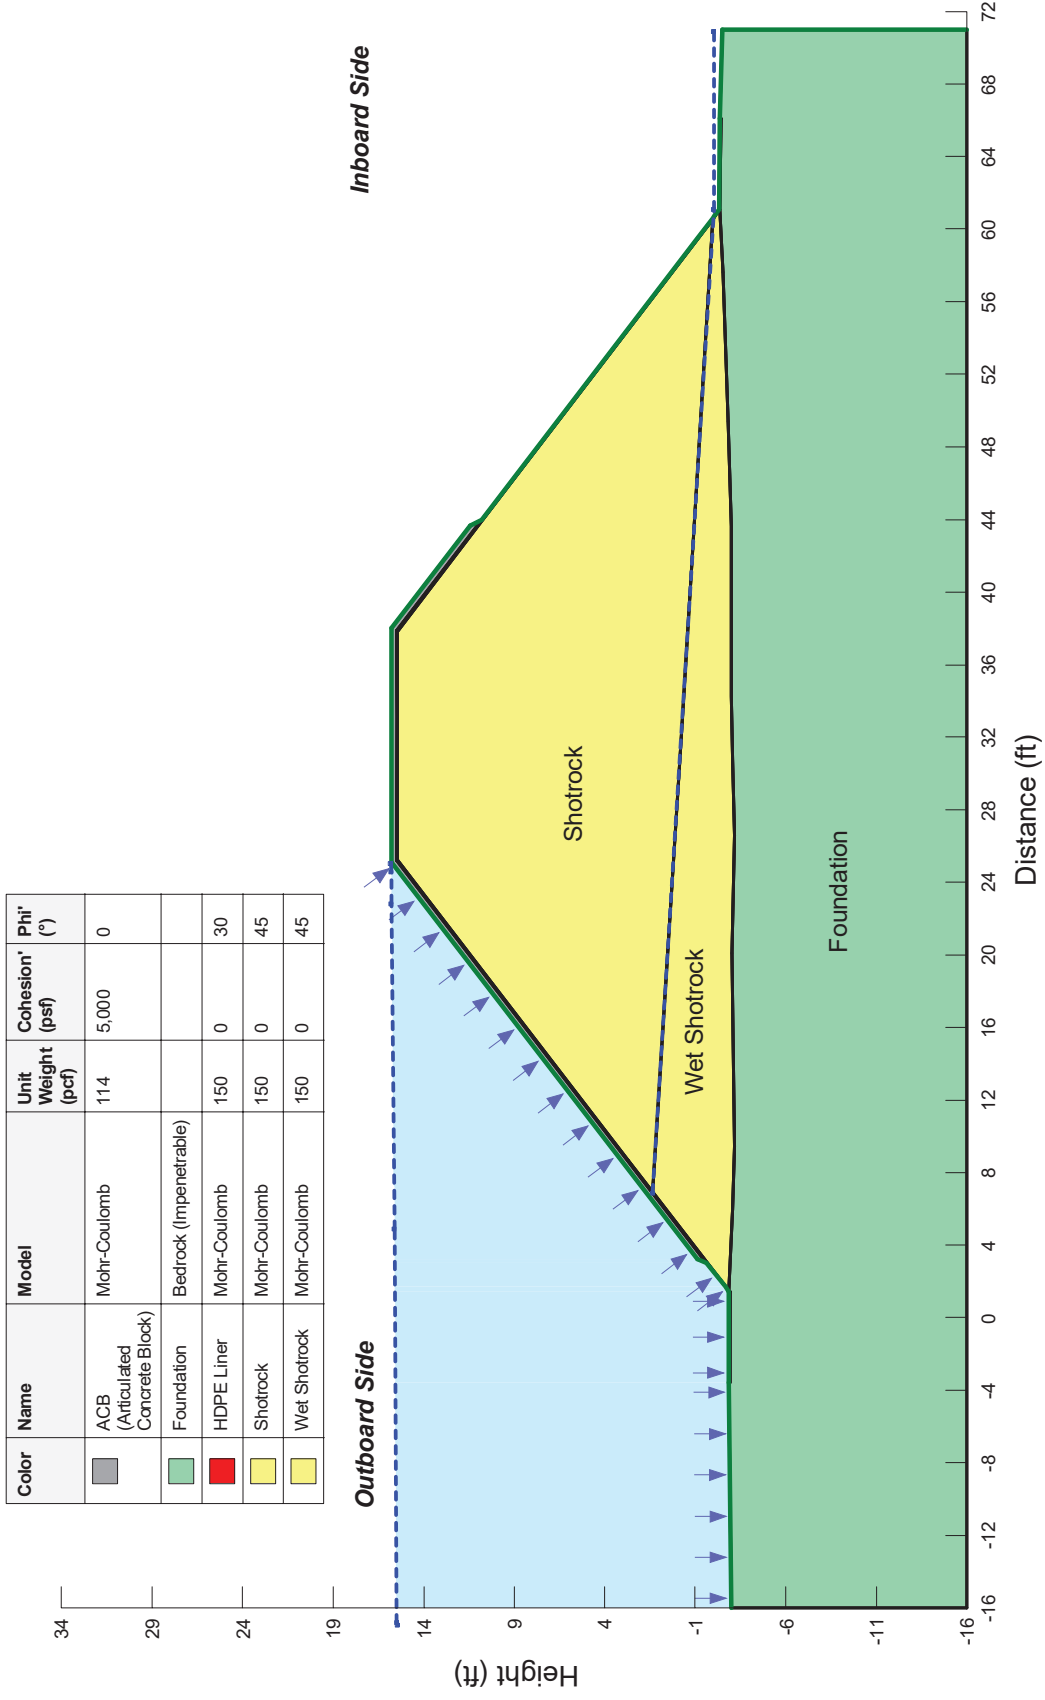 Color Name Model Unit Weight (pcf) Cohesion' (psf) Phi' (°)
ACB (Articulated Concrete Block) Mohr-Coulomb 114 5,000 0
Foundation Bedrock (Impenetrable)
HDPE Liner Mohr-Coulomb 150 0 30
Shotrock Mohr-Coulomb 150 0 45
Wet Shotrock Mohr-Coulomb 150 0 45
Outboard Side
Inboard Side
Shotrock
Wet Shotrock
Foundation
Height (ft)
34
29
24
19
14
9
4
-1
-6
-11
-16
-16 -12 -8 -4 0 4 8 12 16 20 24 28 32 36 40 44 48 52 56 60 64 68 72
Distance (ft)